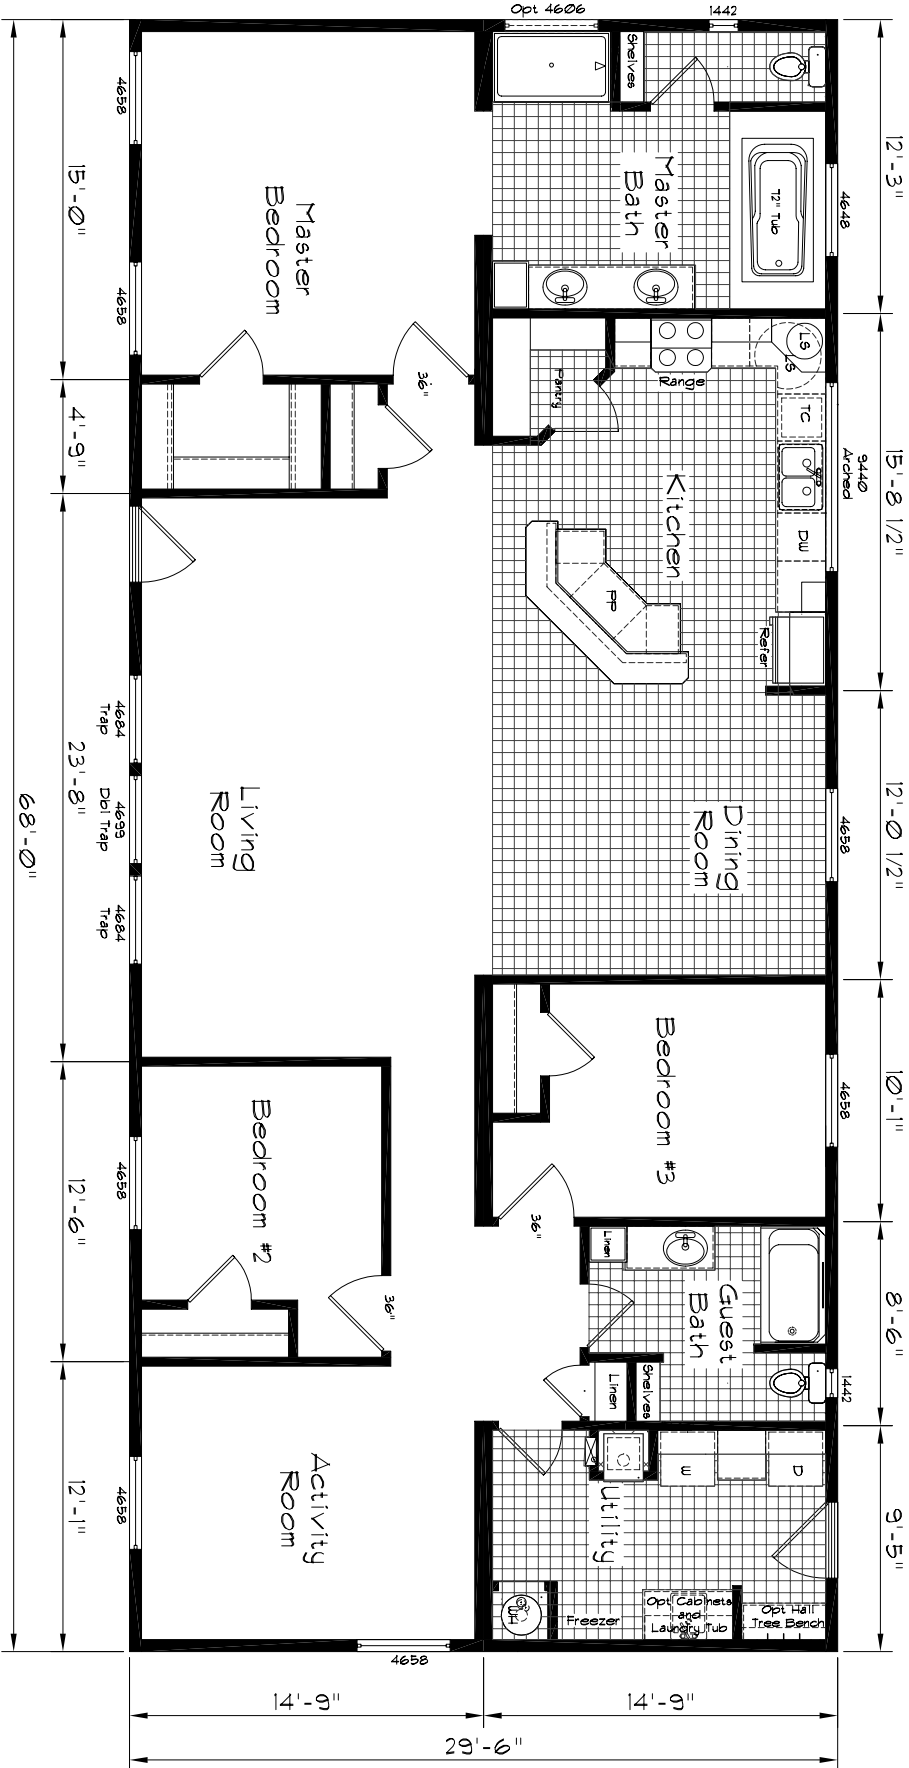 Opt 4606
1442
Shelves
4658
12'-3"
15'-0"
Master
Bath
72" Tub
4648
Master
Bedroom
4658
LS
LS
36"
Range
Pantry
TC
4'-9"
9440
Arched
15'-8 1/2"
Kitchen
DW
PP
Refer
4684
Trap
23'-8"
4699
Dbl Trap
68'-0"
Living
Room
Dining
Room
4658
12'-0 1/2"
4684
Trap
Bedroom #3
4658
10'-1"
Bedroom #2
4658
12'-6"
36"
Linen
36"
Guest
Bath
8'-6"
Linen
Shelves
1442
Activity
Room
4658
12'-1"
W
D
Utility
9'-5"
WH
Freezer
Opt Cabinets
and
Laundry Tub
Opt Hall
Tree Bench
4658
14'-9"
14'-9"
29'-6"